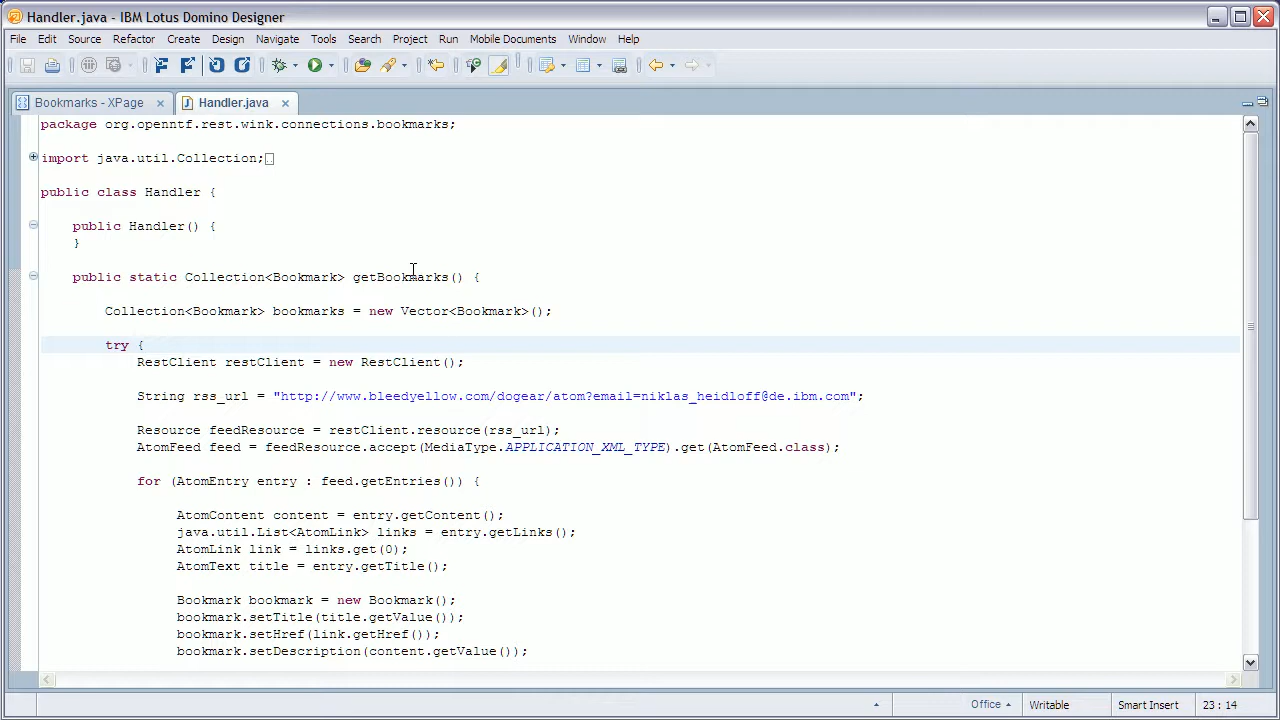 Handler.java - IBM Lotus Domino Designer
File Edit Source Refactor Create Design Navigate Tools Search Project Run Mobile Documents Window Help
Bookmarks - XPage Handler.java
package org.openntf.rest.wink.connections.bookmarks;
import java.util.Collection;
public class Handler {
public Handler() {
}
public static Collection<Bookmark> getBookmarks() {
Collection<Bookmark> bookmarks = new Vector<Bookmark>();
try {
RestClient restClient = new RestClient();
String rss_url = "http://www.bleedyellow.com/dogear/atom?email=niklas_heidloff@de.ibm.com";
Resource feedResource = restClient.resource(rss_url);
AtomFeed feed = feedResource.accept(MediaType.APPLICATION_XML_TYPE).get(AtomFeed.class);
for (AtomEntry entry : feed.getEntries()) {
AtomContent content = entry.getContent();
java.util.List<AtomLink> links = entry.getLinks();
AtomLink link = links.get(0);
AtomText title = entry.getTitle();
Bookmark bookmark = new Bookmark();
bookmark.setTitle(title.getValue());
bookmark.setHref(link.getHref());
bookmark.setDescription(content.getValue());
Office Writable Smart Insert 23 : 14